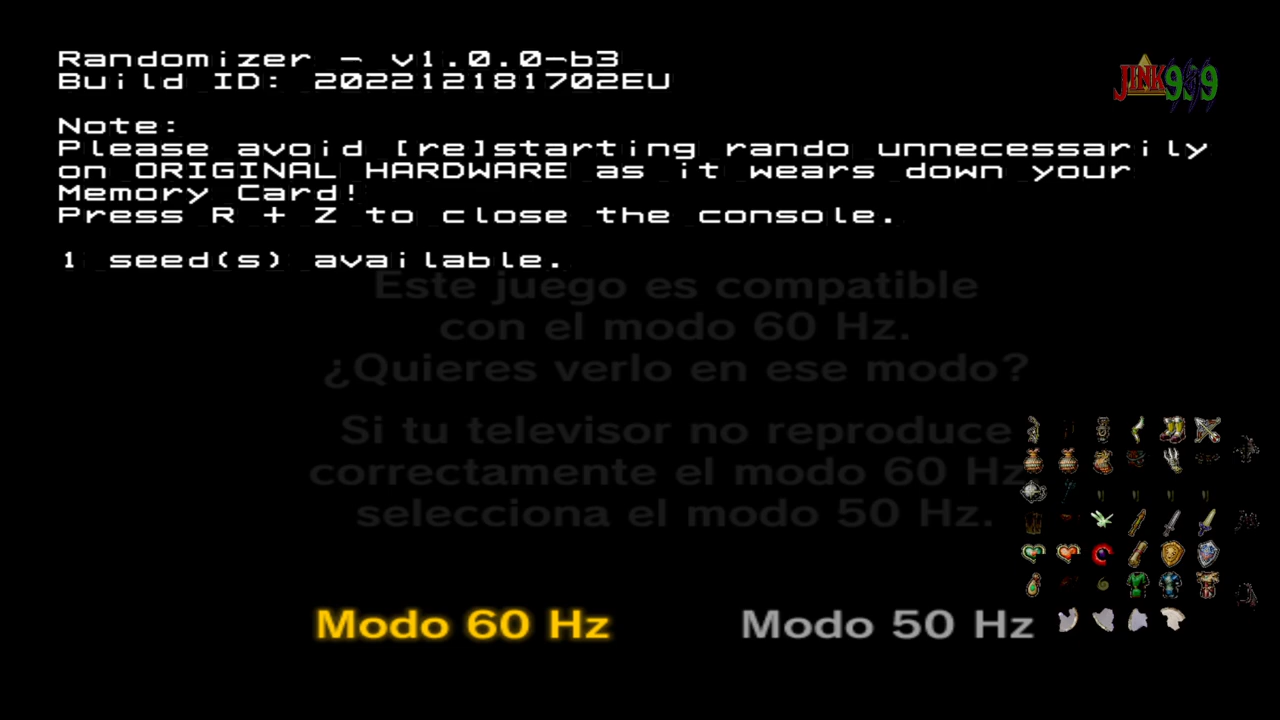 Randomizer - v1.0.0-b3
Build ID: 202212181702EU
JINK999
Note:
Please avoid [re]starting rando unnecessarily
on ORIGINAL HARDWARE as it wears down your
Memory Card!
Press R + Z to close the console.
1 seed(s) available.
Este juego es compatible
con el modo 60 Hz.
¿Quieres verlo en ese modo?
Si tu televisor no reproduce
correctamente el modo 60 Hz
selecciona el modo 50 Hz.
Modo 60 Hz
Modo 50 Hz